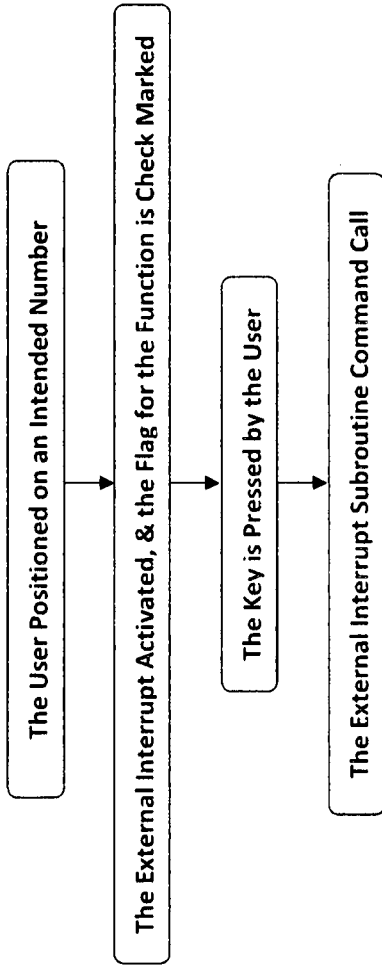 The User Positioned on an Intended Number
The External Interrupt Activated, & the Flag for the Function is Check Marked
The Key is Pressed by the User
The External Interrupt Subroutine Command Call